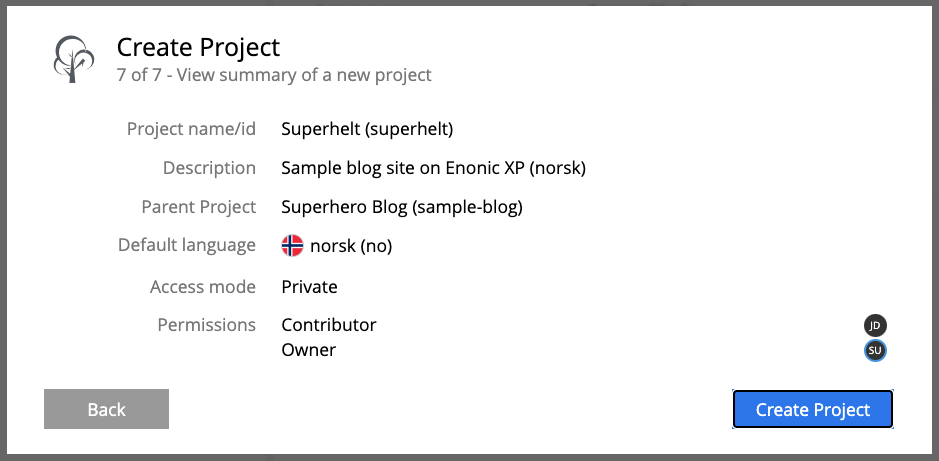 Create Project
7 of 7 - View summary of a new project
Project name/id Superhelt (superhelt)
Description Sample blog site on Enonic XP (norsk)
Parent Project Superhero Blog (sample-blog)
Default language norsk (no)
Access mode Private
Permissions Contributor JD
Owner SU
Back Create Project